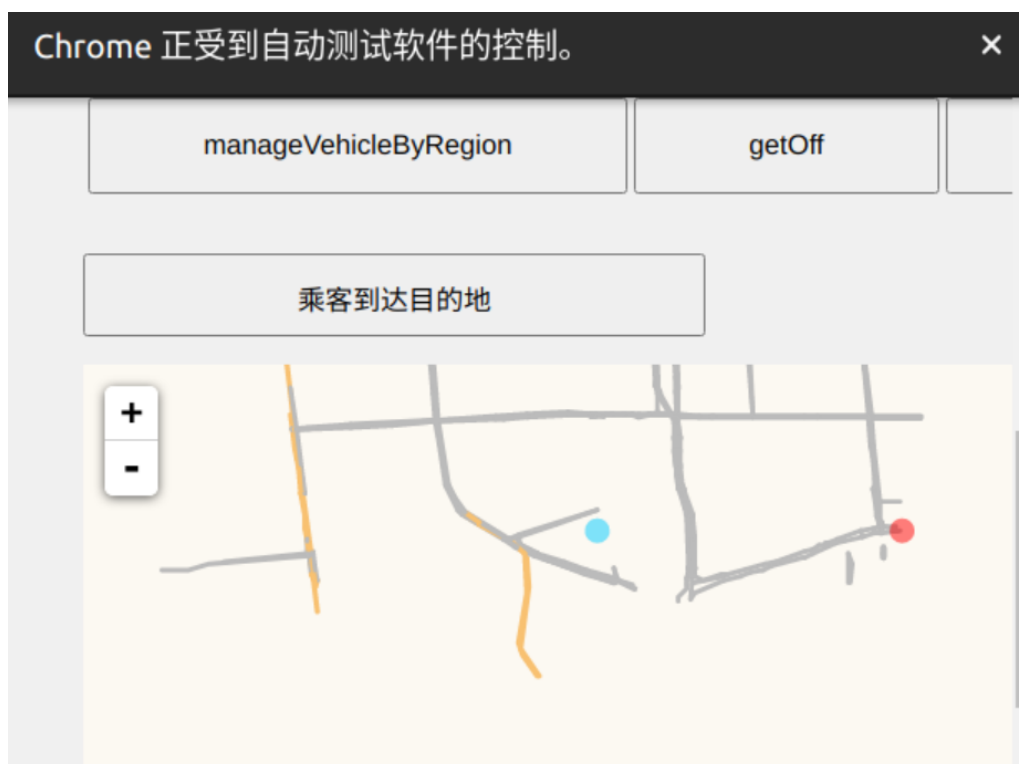 Chrome 正受到自动测试软件的控制。 ×
manageVehicleByRegion getOff
乘客到达目的地
+
-